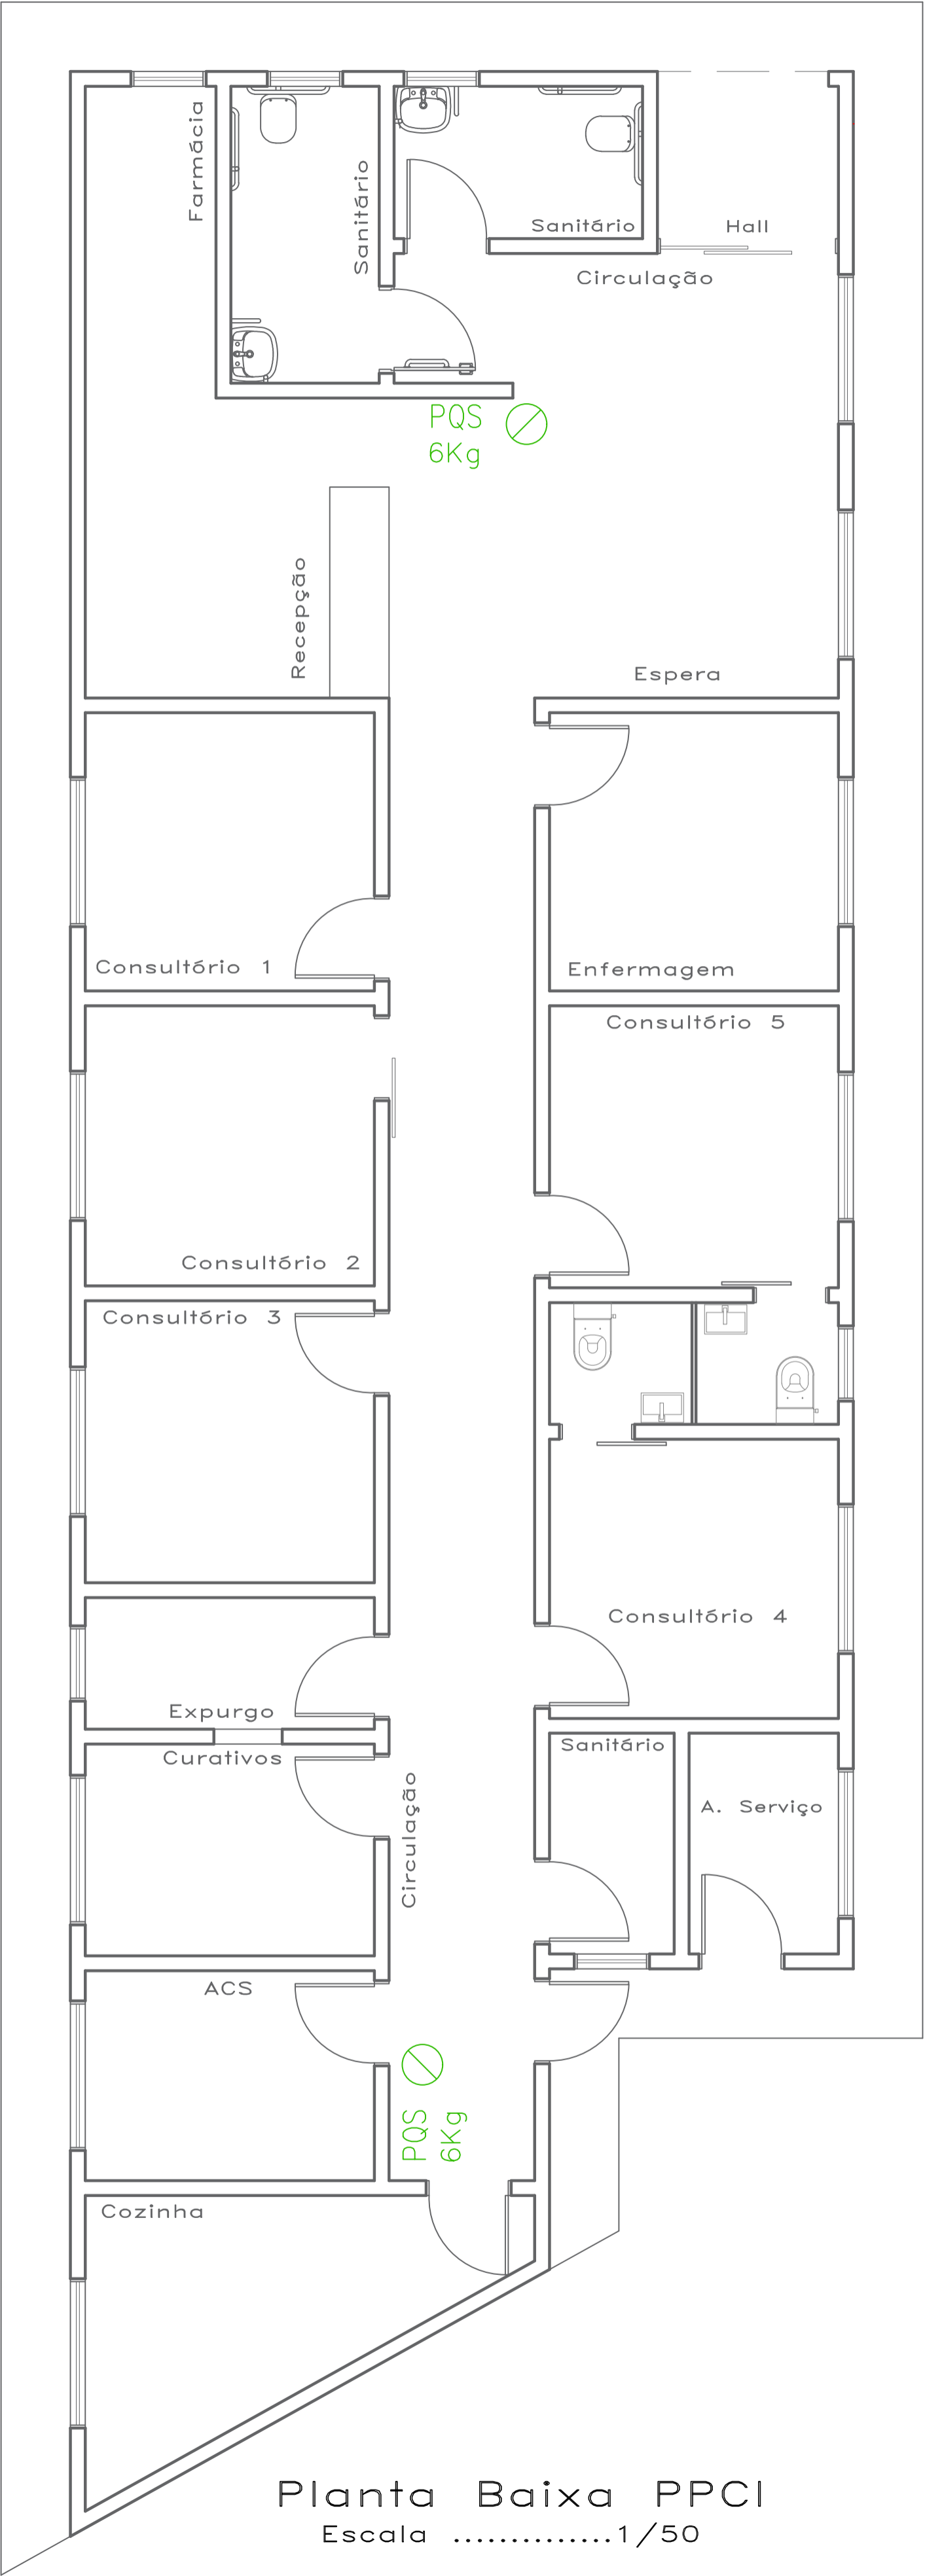 Farmácia
Sanitário
Sanitário
Hall
Circulação
PQS
6Kg
Recepção
Espera
Consultório 1
Enfermagem
Consultório 5
Consultório 2
Consultório 3
Consultório 4
Expurgo
Curativos
Sanitário
A. Serviço
Circulação
ACS
PQS
6Kg
Cozinha
Planta Baixa PPCI
Escala ..............1/50